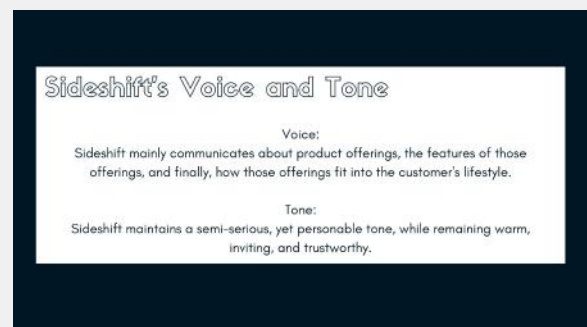 Sideshift's Voice and Tone
Voice:
Sideshift mainly communicates about product offerings, the features of those
offerings, and finally, how those offerings fit into the customer's lifestyle.
Tone:
Sideshift maintains a semi-serious, yet personable tone, while remaining warm,
inviting, and trustworthy.